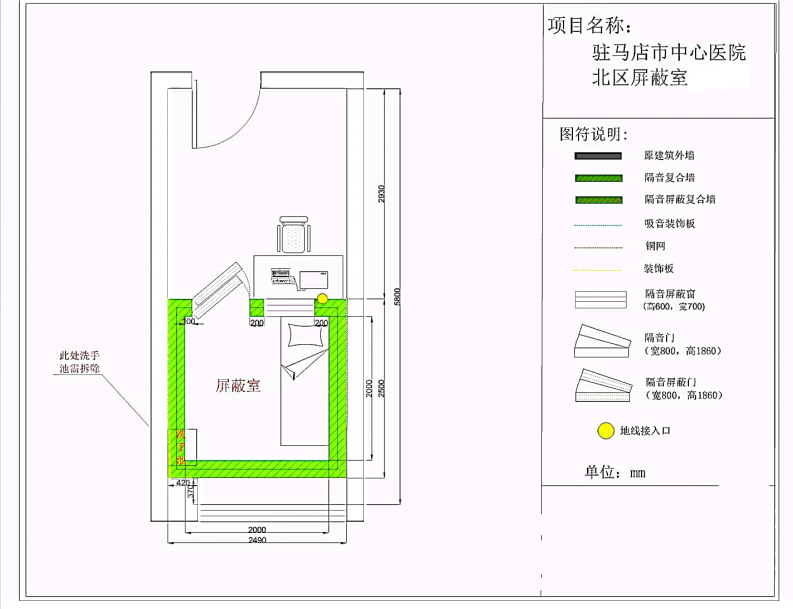 项目名称:
驻马店市中心医院
北区屏蔽室
图符说明:
原建筑外墙
隔音复合墙
隔音屏蔽复合墙
吸音装饰板
铜网
装饰板
隔音屏蔽窗
(高600, 宽700)
隔音门
(宽800, 高1860)
隔音屏蔽门
(宽800, 高1860)
地线接入口
单位: mm
2930
5800
100
200
200
此处洗手
池需拆除
屏蔽室
2000
2500
洗手池
420
370
2000
2490